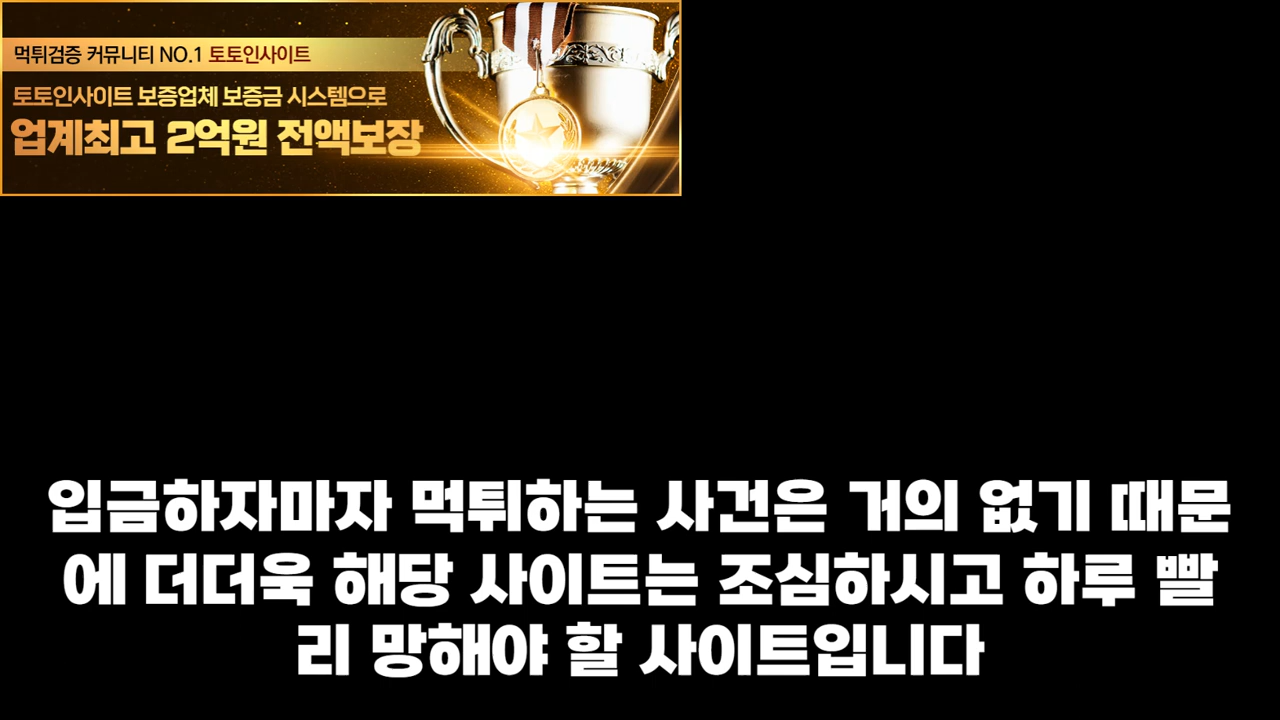 먹튀검증 커뮤니티 NO.1 토토인사이트
토토인사이트 보증업체 보증금 시스템으로
업계최고 2억원 전액보장
입금하자마자 먹튀하는 사건은 거의 없기 때문
에 더더욱 해당 사이트는 조심하시고 하루 빨
리 망해야 할 사이트입니다